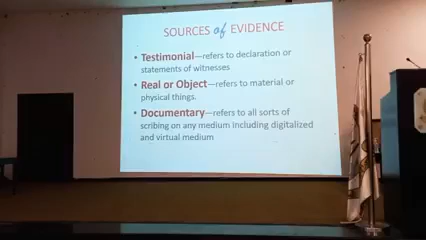 SOURCES of EVIDENCE
• Testimonial—refers to declaration or
statements of witnesses
• Real or Object—refers to material or
physical things.
• Documentary—refers to all sorts of
scribing on any medium including digitalized
and virtual medium